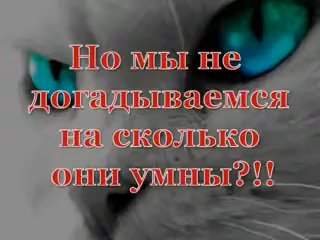 Но мы не
догадываемся
на сколько
они умны?!!